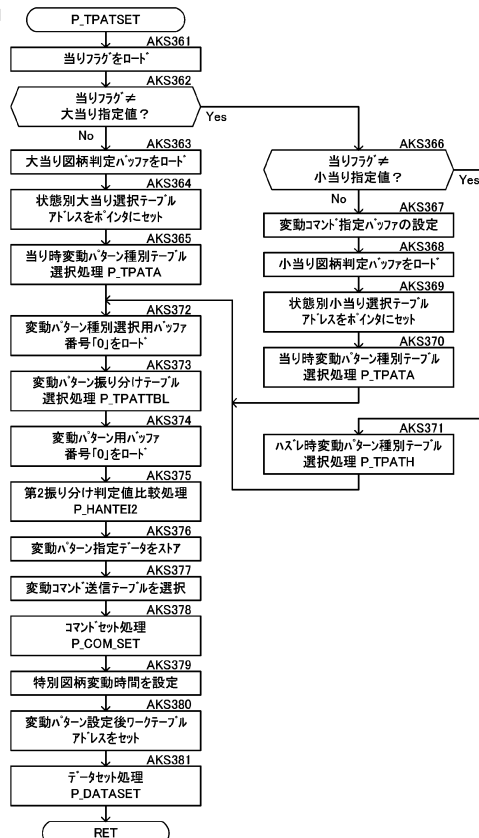 P_TPATSET
AKS361
当りフラグをロード
AKS362
当りフラグ≠
大当り指定値？
Yes
No
AKS363
大当り図柄判定バッファをロード
AKS364
状態別大当り選択テーブル
アドレスをポインタにセット
AKS365
当り時変動パターン種別テーブル
選択処理 P_TPATA
AKS366
当りフラグ≠
小当り指定値？
Yes
No
AKS367
変動コマンド指定バッファの設定
AKS368
小当り図柄判定バッファをロード
AKS369
状態別小当り選択テーブル
アドレスをポインタにセット
AKS370
当り時変動パターン種別テーブル
選択処理 P_TPATA
AKS371
ハズレ時変動パターン種別テーブル
選択処理 P_TPATH
AKS372
変動パターン種別選択用バッファ
番号「0」をロード
AKS373
変動パターン振り分けテーブル
選択処理 P_TPATTBL
AKS374
変動パターン用バッファ
番号「0」をロード
AKS375
第2振り分け判定値比較処理
P_HANTEI2
AKS376
変動パターン指定データをストア
AKS377
変動コマンド送信テーブルを選択
AKS378
コマンドセット処理
P_COM_SET
AKS379
特別図柄変動時間を設定
AKS380
変動パターン設定後ワークテーブル
アドレスをセット
AKS381
データセット処理
P_DATASET
RET